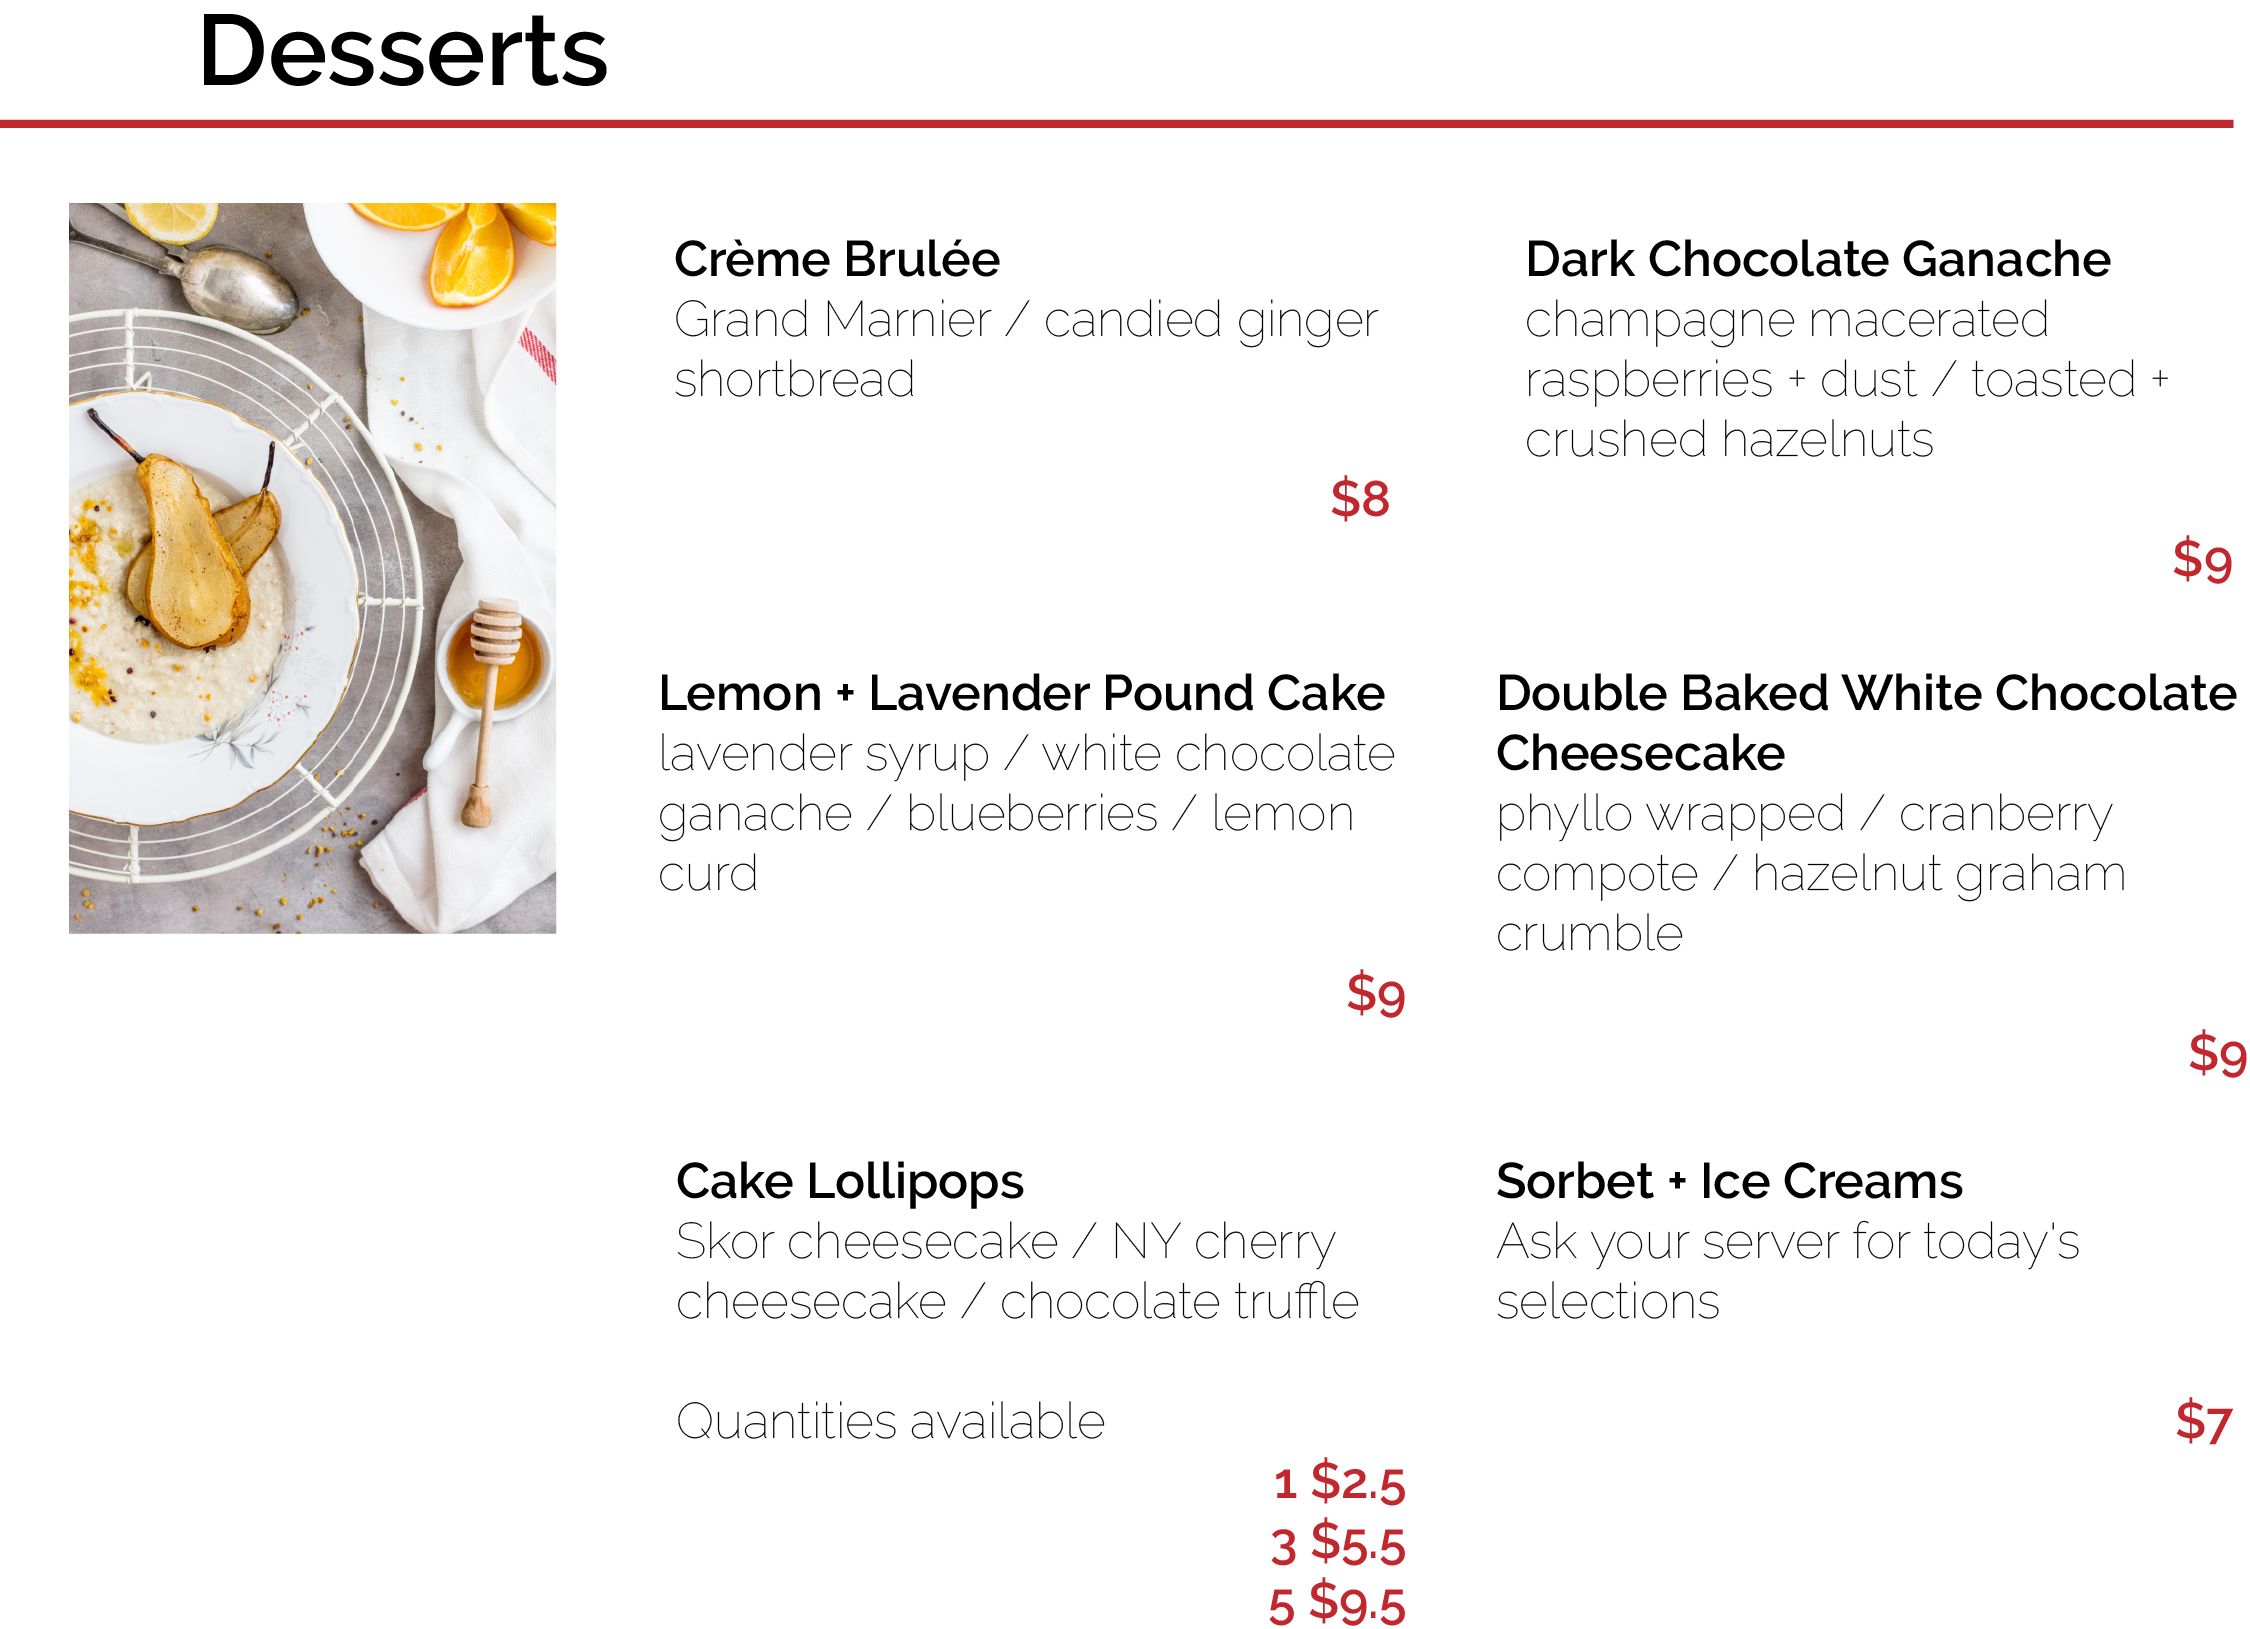 Desserts
Crème Brulée
Grand Marnier / candied ginger
shortbread
$8
Dark Chocolate Ganache
champagne macerated
raspberries + dust / toasted +
crushed hazelnuts
$9
Lemon + Lavender Pound Cake
lavender syrup / white chocolate
ganache / blueberries / lemon
curd
$9
Double Baked White Chocolate
Cheesecake
phyllo wrapped / cranberry
compote / hazelnut graham
crumble
$9
Cake Lollipops
Skor cheesecake / NY cherry
cheesecake / chocolate truffle
Quantities available
1 $2.5
3 $5.5
5 $9.5
Sorbet + Ice Creams
Ask your server for today's
selections
$7